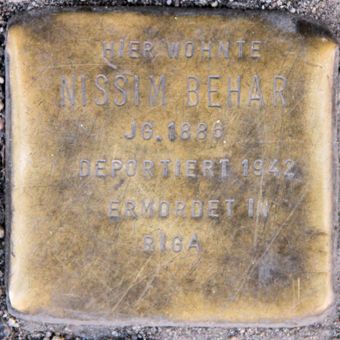 HIER WOHNTE
NISSIM BEHAR
JG. 1886
DEPORTIERT 1942
ERMORDET IN
RIGA